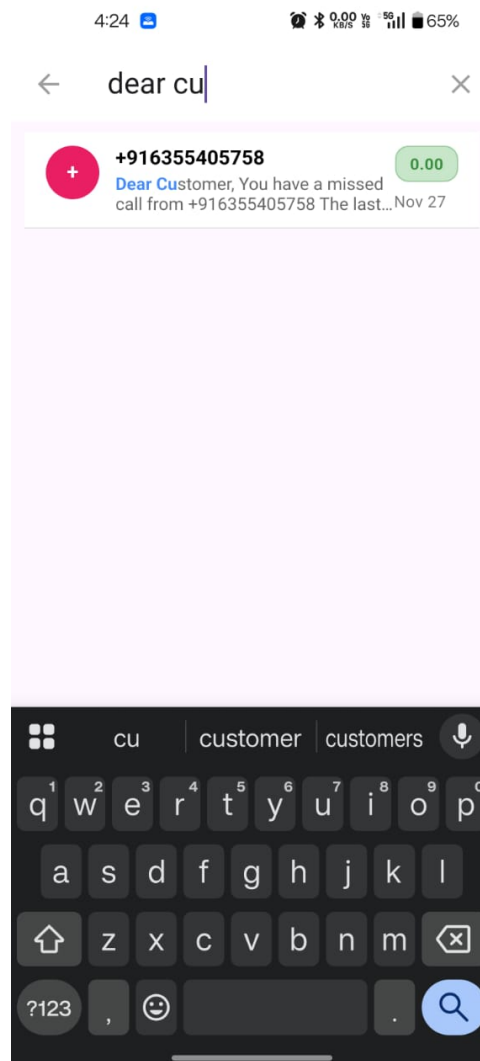 4:24 0.00 KB/S Vo 5G 5G 65%
dear cu
+916355405758 0.00
+
Dear Customer, You have a missed
call from +916355405758 The last... Nov 27
cu customer customers
1 2 3 4 5 6 7 8 9 0
q w e r t y u i o p
a s d f g h j k l
z x c v b n m
?123 , .